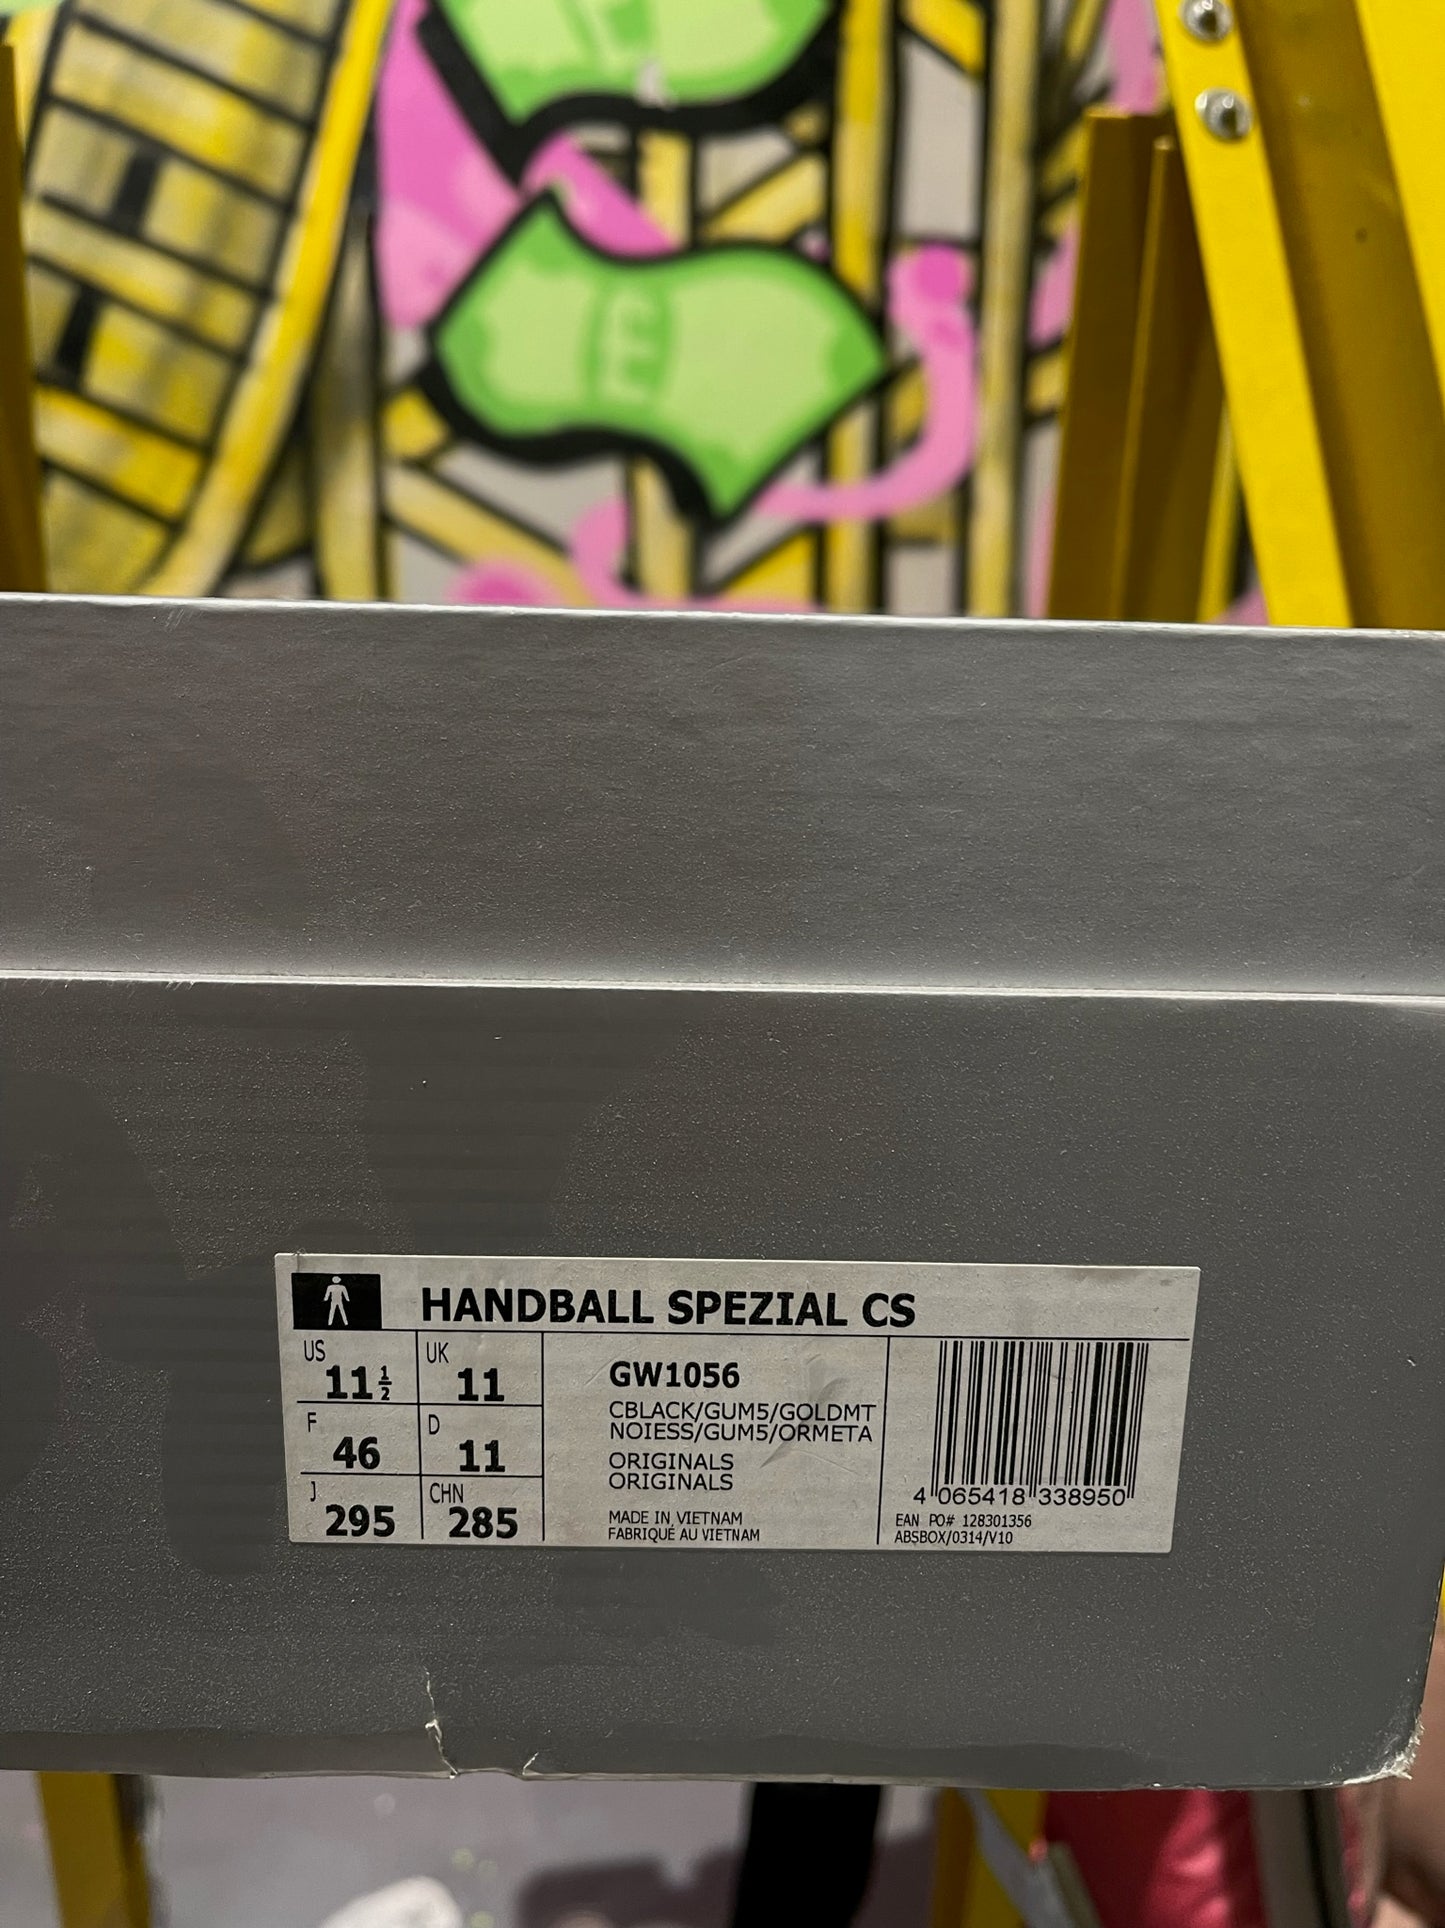 HANDBALL SPEZIAL CS
US
11 1/2
UK
11
F
46
D
11
J
295
CHN
285
GW1056
CBLACK/GUM5/GOLDMT
NOIESS/GUM5/ORMETA
ORIGINALS
ORIGINALS
MADE IN VIETNAM
FABRIQUÉ AU VIETNAM
4 065418 338950
EAN PO# 128301356
ABSBOX/0314/V10